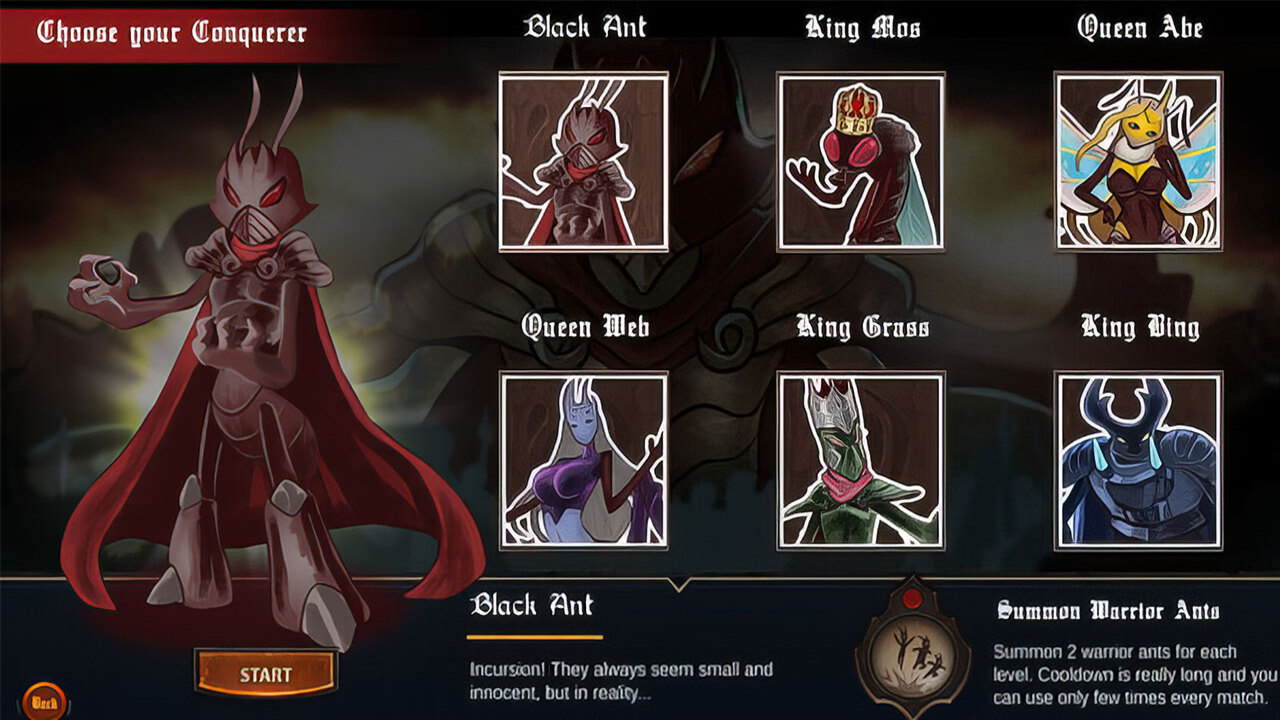 Choose your Conquerer
Black Ant
King Mos
Queen Abe
Queen Web
King Grass
King Bing
Black Ant
Incursion! They always seem small and
innocent, but in reality...
Summon Warrior Ants
Summon 2 warrior ants for each
level. Cooldown is really long and you
can use only few times every match.
START
Back